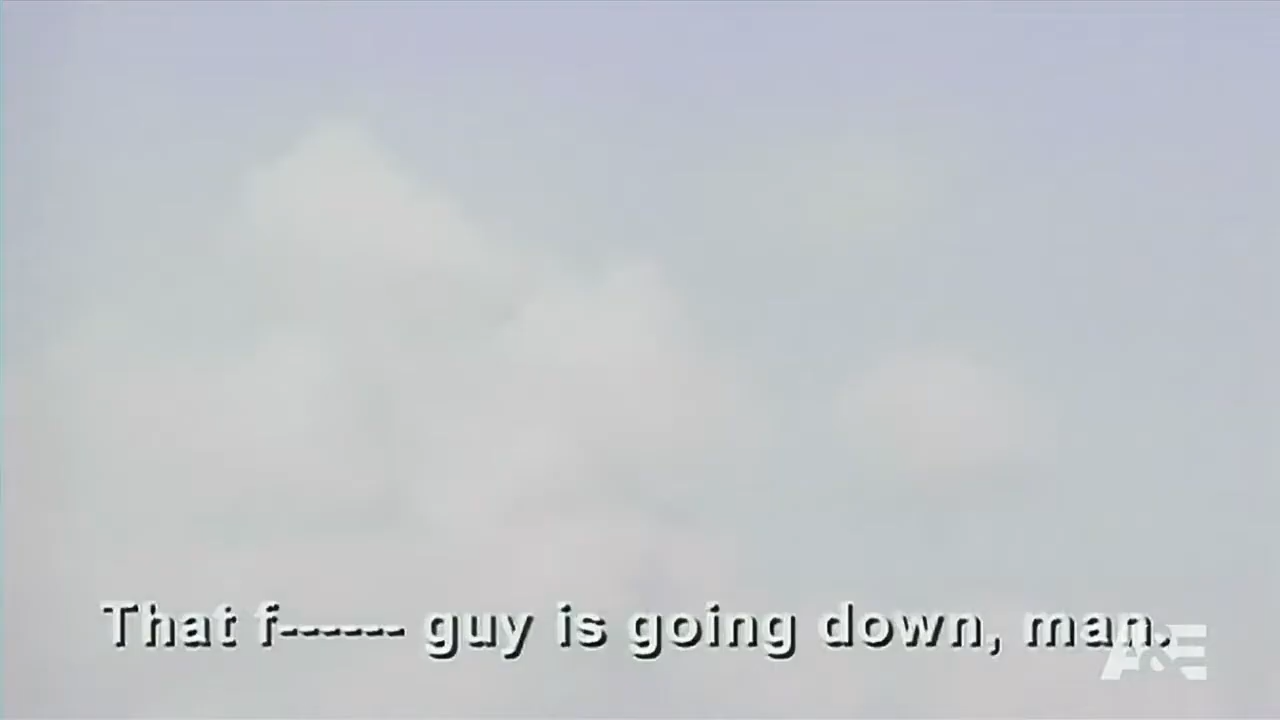 That f------ guy is going down, man.
A&E